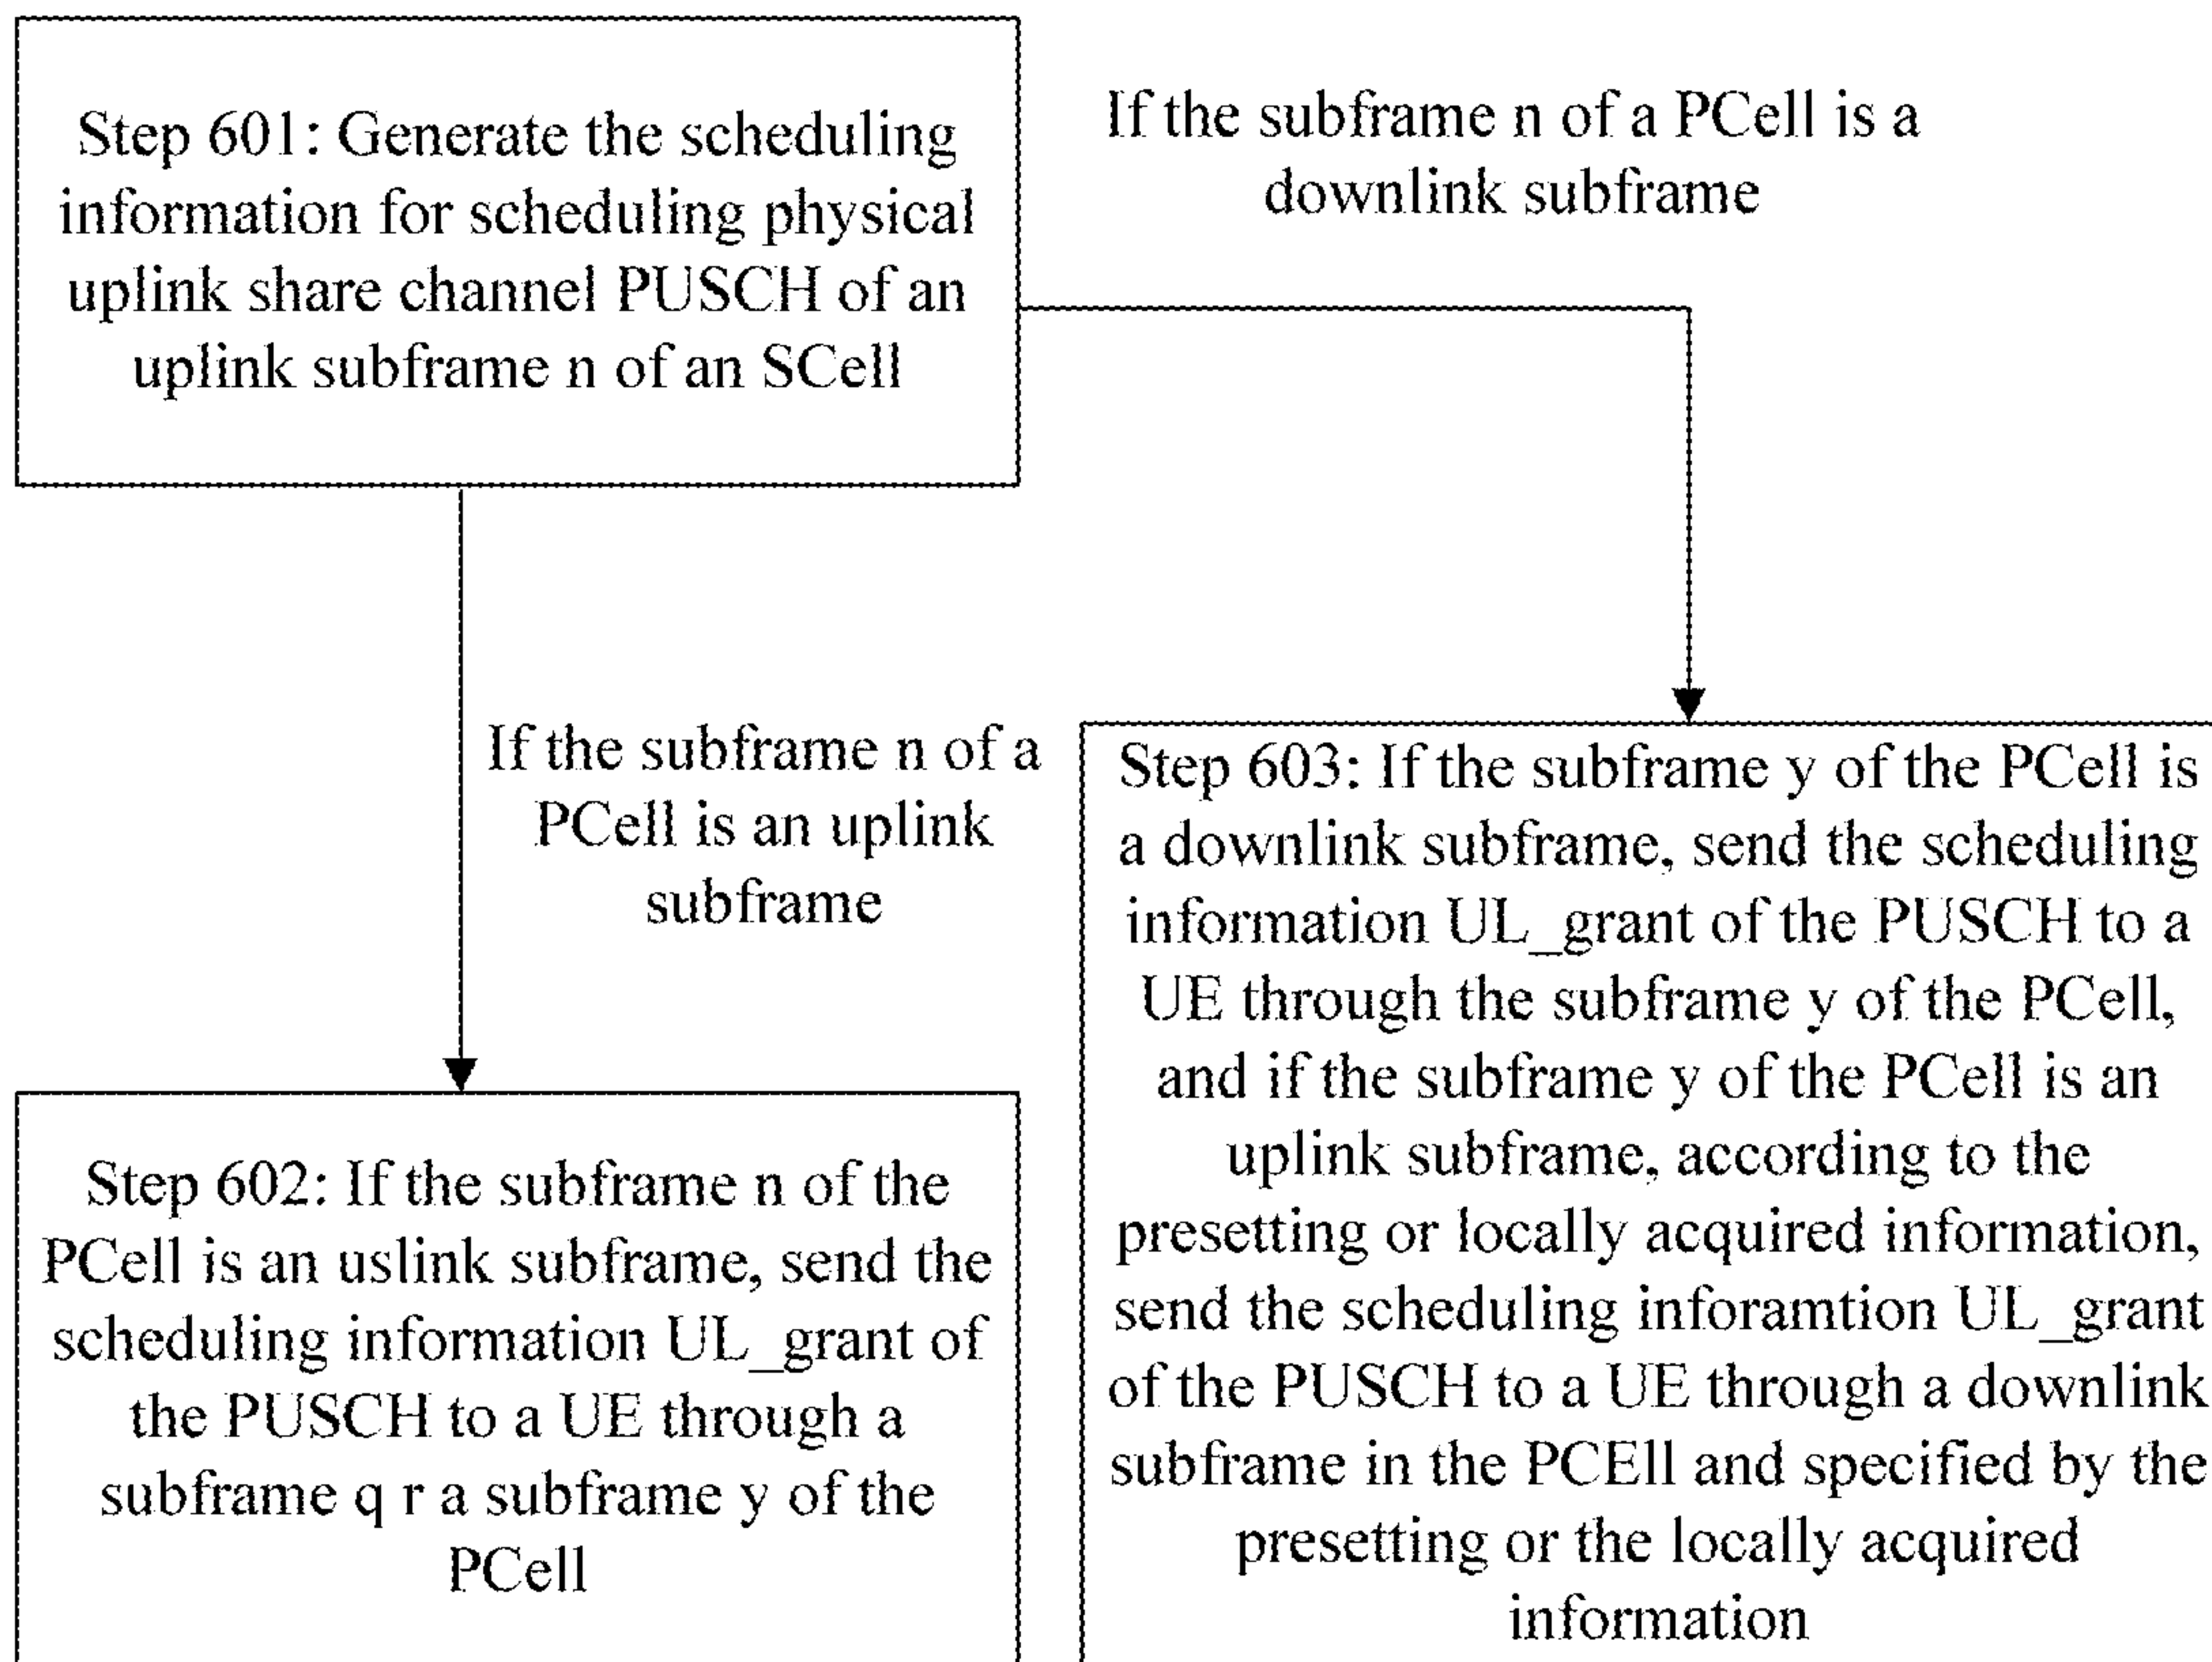 Step 601: Generate the scheduling
information for scheduling physical
uplink share channel PUSCH of an
uplink subframe n of an SCell
If the subframe n of a PCell is a
downlink subframe
If the subframe n of a
PCell is an uplink
subframe
Step 602: If the subframe n of the
PCell is an uslink subframe, send the
scheduling information UL_grant of
the PUSCH to a UE through a
subframe q r a subframe y of the
PCell
Step 603: If the subframe y of the PCell is
a downlink subframe, send the scheduling
information UL_grant of the PUSCH to a
UE through the subframe y of the PCell,
and if the subframe y of the PCell is an
uplink subframe, according to the
presetting or locally acquired information,
send the scheduling inforamtion UL_grant
of the PUSCH to a UE through a downlink
subframe in the PCEll and specified by the
presetting or the locally acquired
information